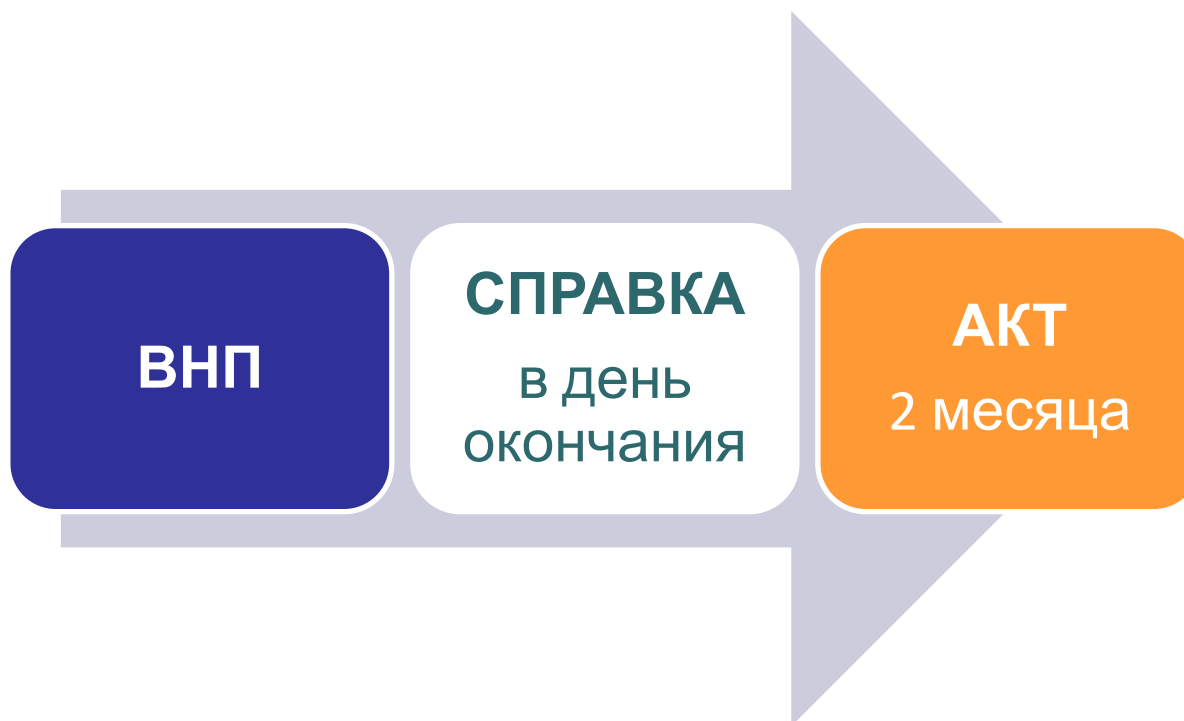 ВНП
СПРАВКА
в день
окончания
АКТ
2 месяца